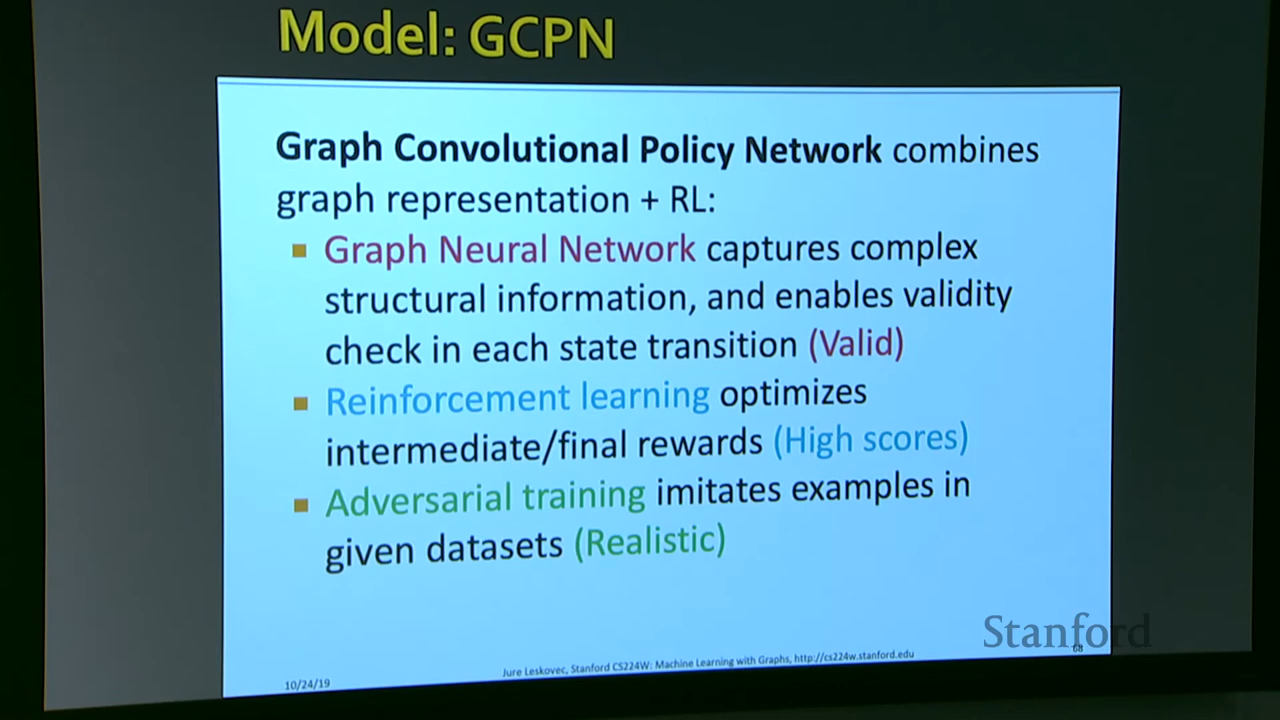 Model: GCPN
Graph Convolutional Policy Network combines
graph representation + RL:
Graph Neural Network captures complex
structural information, and enables validity
check in each state transition (Valid)
Reinforcement learning optimizes
intermediate/final rewards (High scores)
Adversarial training imitates examples in
given datasets (Realistic)
Stanford
10/24/19
Jure Leskovec, Stanford CS224W: Machine Learning with Graphs, http://cs224w.stanford.edu
68